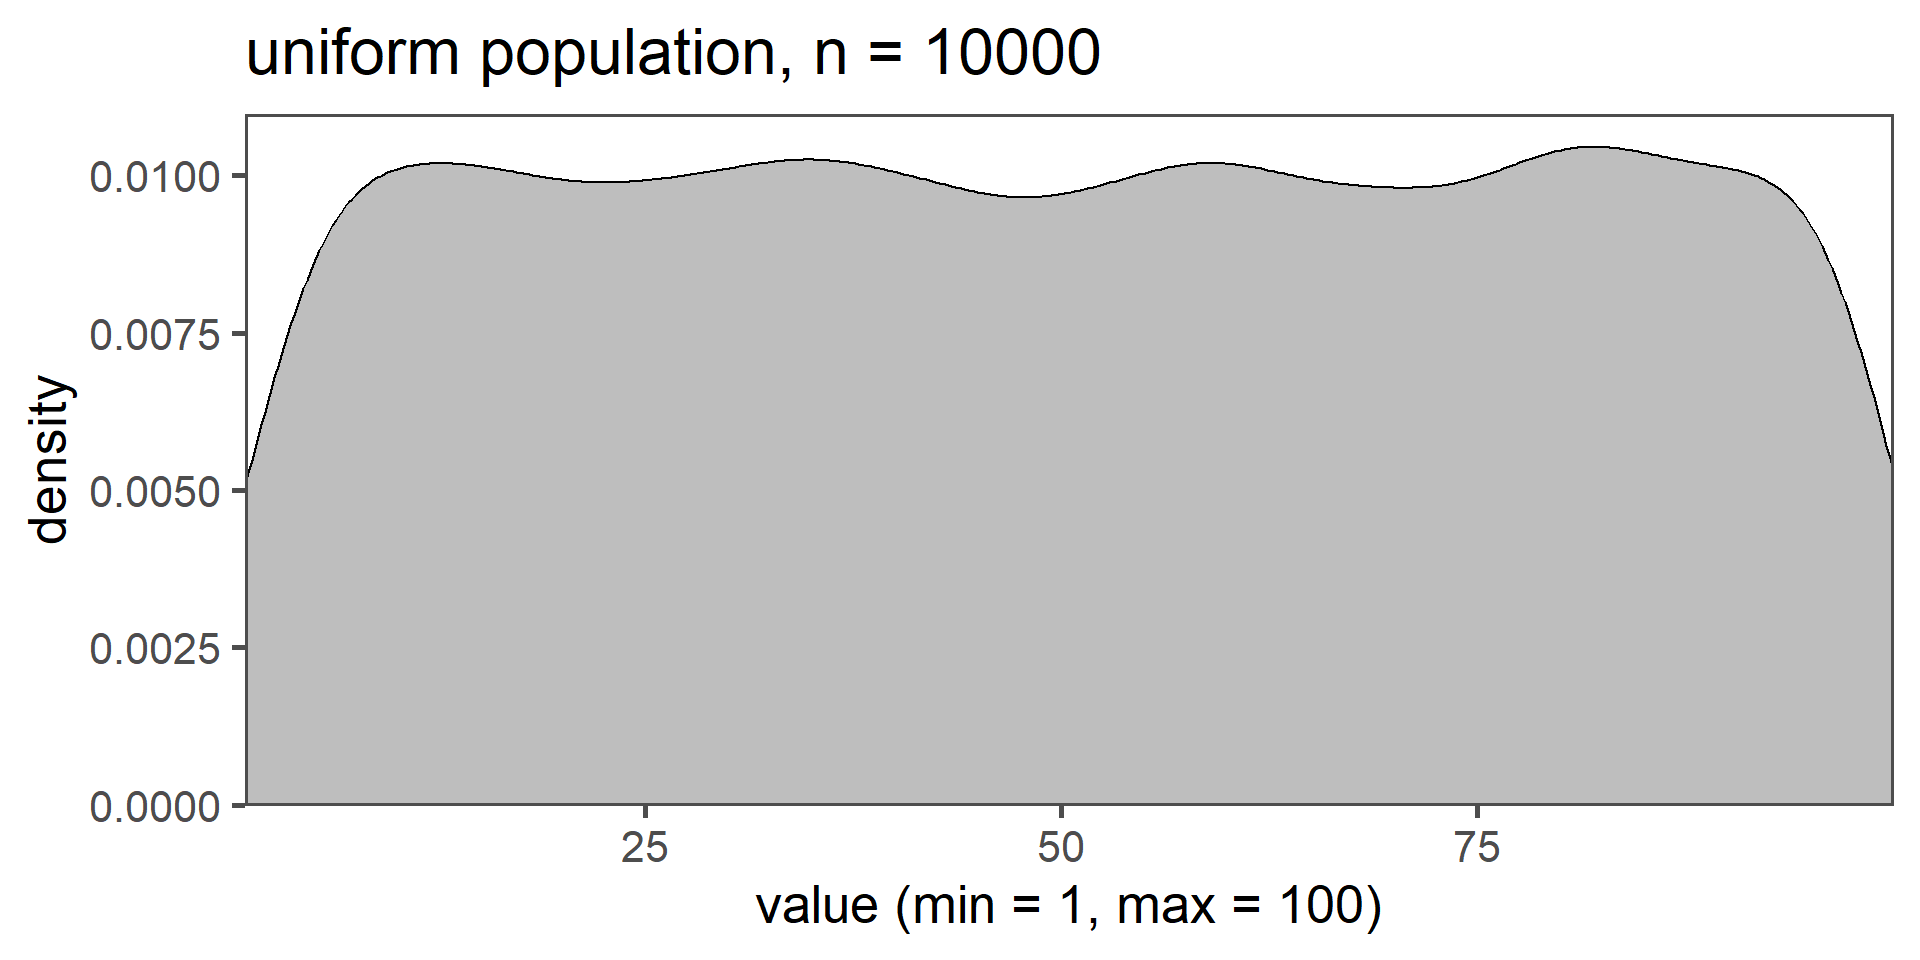 uniform population, n = 10000
0.0100
0.0075
0.0050
0.0025
0.0000
density
25 50 75
value (min = 1, max = 100)